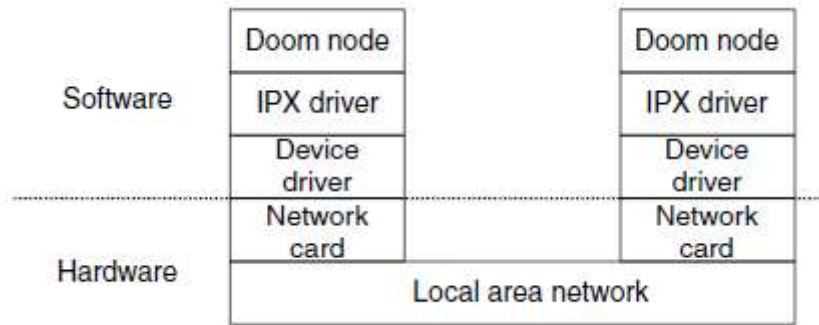 Doom node
Doom node
Software
IPX driver
IPX driver
Device
driver
Device
driver
Network
card
Network
card
Hardware
Local area network